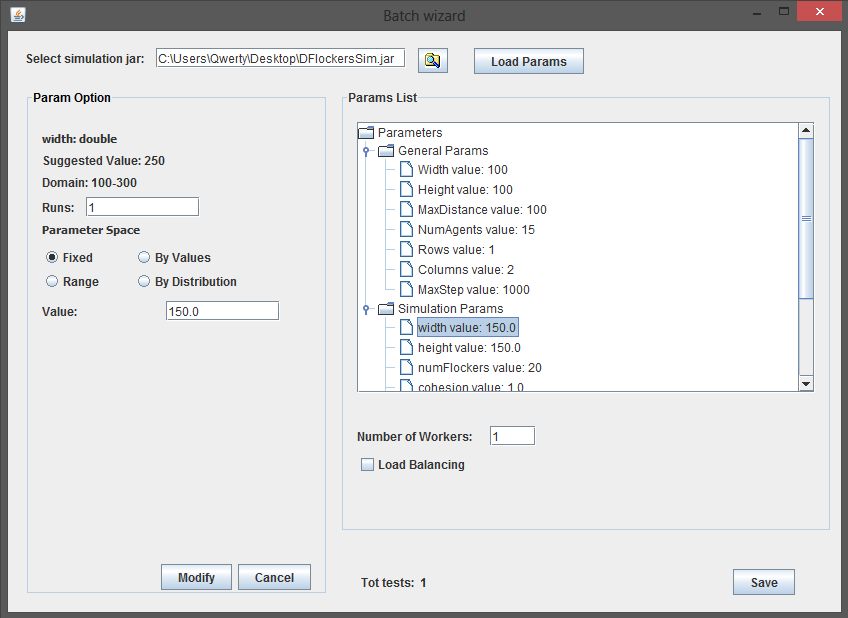 Batch wizard
Select simulation jar: C:\Users\Qwerty\Desktop\DFlockersSim.jar Load Params
Param Option
width: double
Suggested Value: 250
Domain: 100-300
Runs: 1
Parameter Space
Fixed By Values
Range By Distribution
Value: 150.0
Modify Cancel
Params List
Parameters
General Params
Width value: 100
Height value: 100
MaxDistance value: 100
NumAgents value: 15
Rows value: 1
Columns value: 2
MaxStep value: 1000
Simulation Params
width value: 150.0
height value: 150.0
numFlockers value: 20
cohesion value: 1.0
Number of Workers: 1
Load Balancing
Tot tests: 1
Save